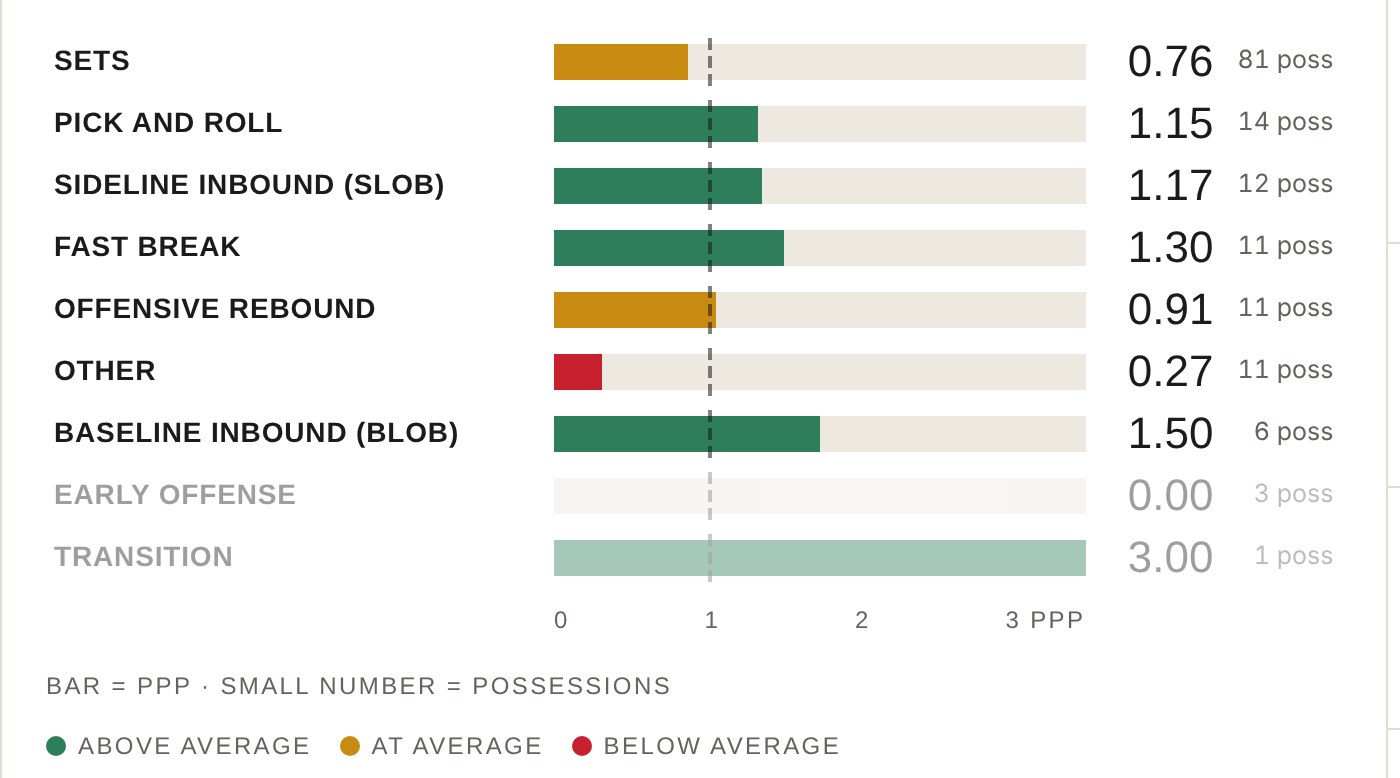 SETS 0.76 81 poss
PICK AND ROLL 1.15 14 poss
SIDELINE INBOUND (SLOB) 1.17 12 poss
FAST BREAK 1.30 11 poss
OFFENSIVE REBOUND 0.91 11 poss
OTHER 0.27 11 poss
BASELINE INBOUND (BLOB) 1.50 6 poss
EARLY OFFENSE 0.00 3 poss
TRANSITION 3.00 1 poss
0 1 2 3 PPP
BAR = PPP · SMALL NUMBER = POSSESSIONS
ABOVE AVERAGE AT AVERAGE BELOW AVERAGE